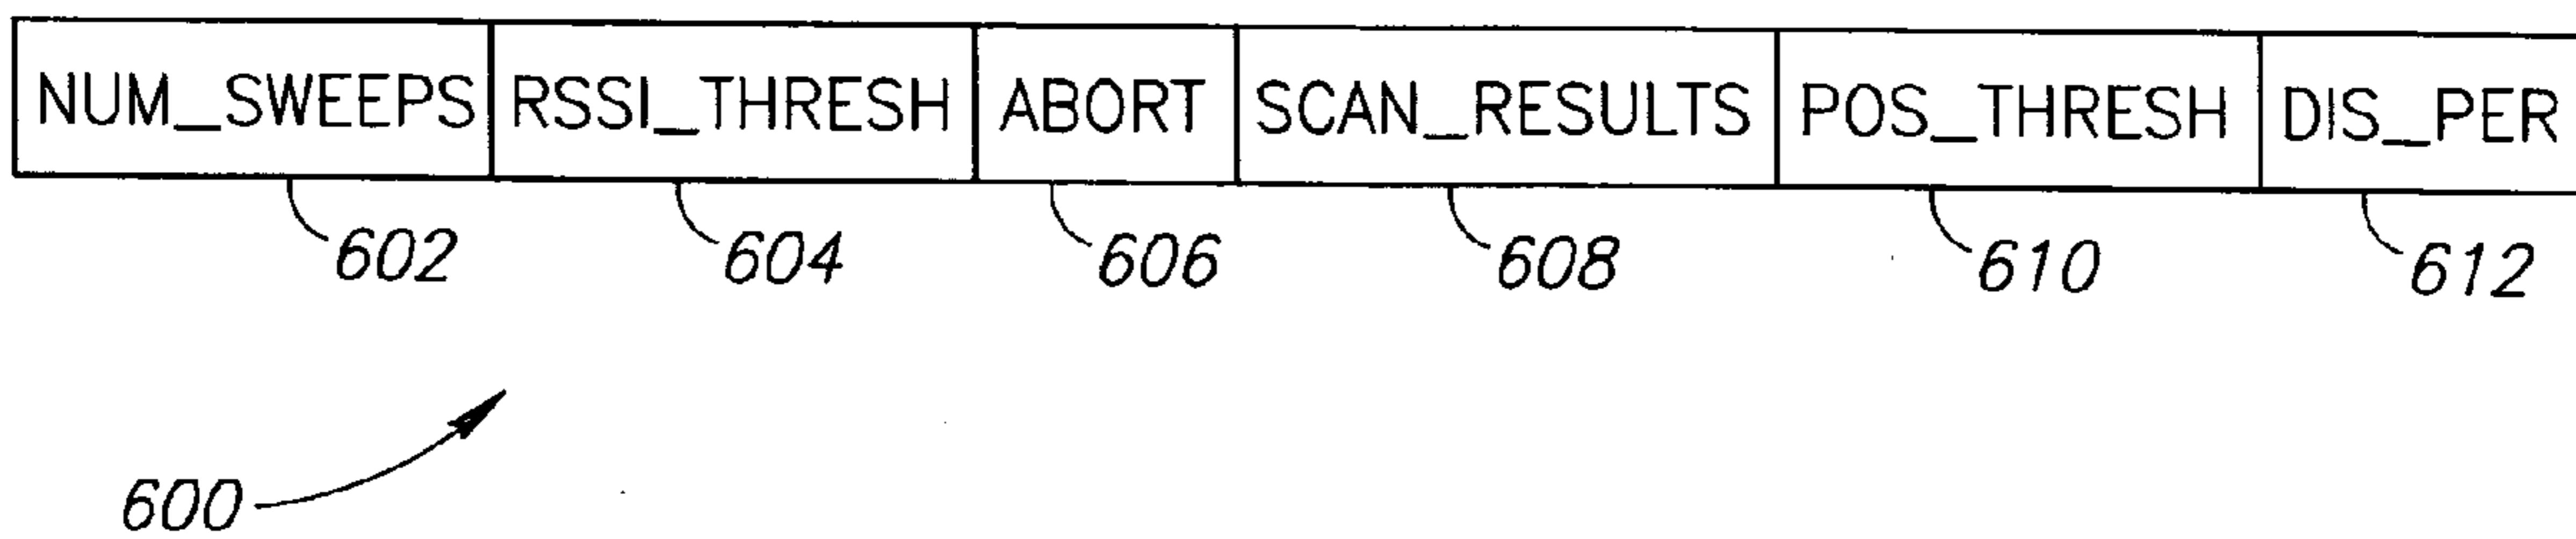 NUM_SWEEPS RSSI_THRESH ABORT SCAN_RESULTS POS_THRESH DIS_PER
602 604 606 608 610 612
600